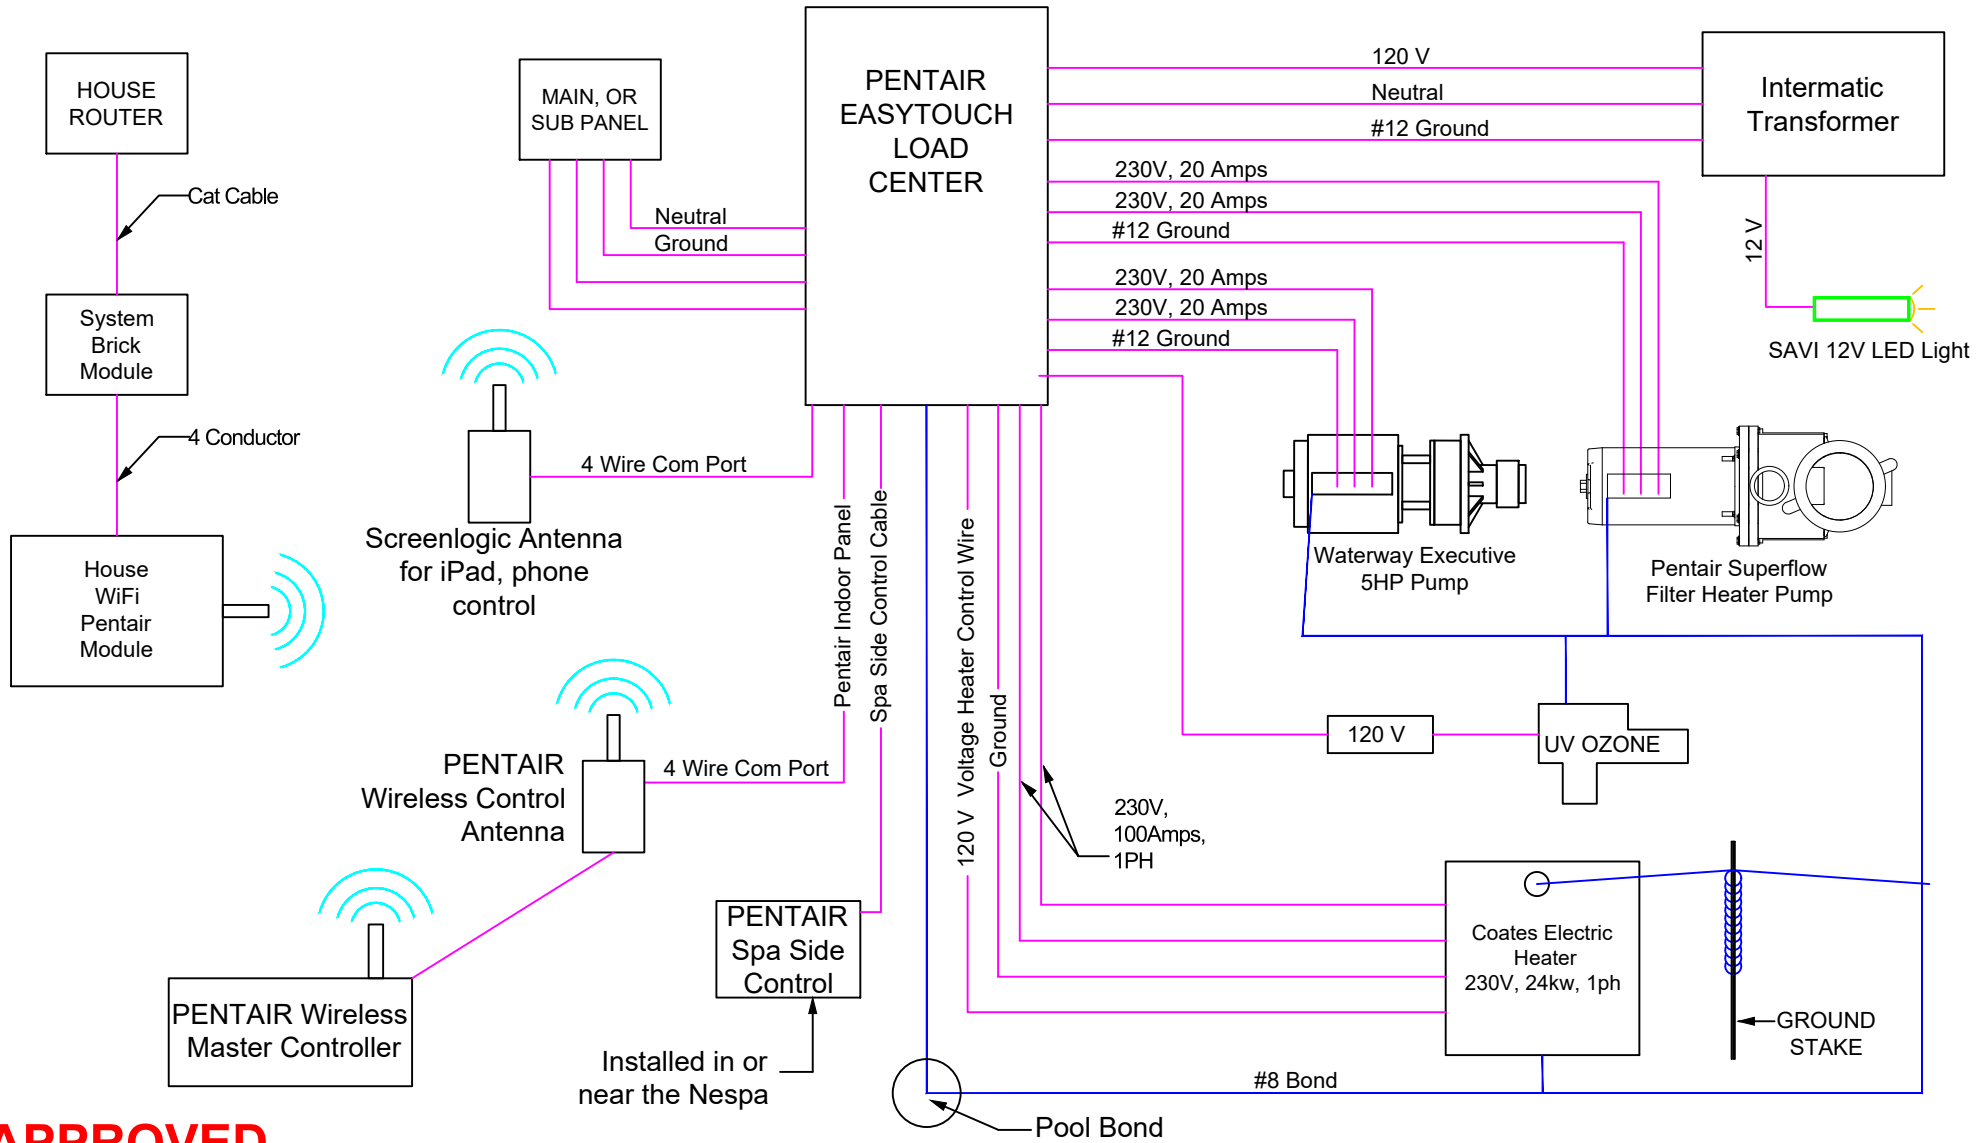 HOUSE
ROUTER
Cat Cable
System
Brick
Module
4 Conductor
House
WiFi
Pentair
Module
MAIN, OR
SUB PANEL
Neutral
Ground
PENTAIR
EASYTOUCH
LOAD
CENTER
120 V
Neutral
#12 Ground
230V, 20 Amps
230V, 20 Amps
#12 Ground
230V, 20 Amps
230V, 20 Amps
#12 Ground
Intermatic
Transformer
12 V
SAVI 12V LED Light
4 Wire Com Port
Screenlogic Antenna
for iPad, phone
control
Pentair Indoor Panel
Spa Side Control Cable
120 V Voltage Heater Control Wire
Ground
Waterway Executive
5HP Pump
Pentair Superflow
Filter Heater Pump
120 V
UV OZONE
PENTAIR
Wireless Control
Antenna
4 Wire Com Port
230V,
100Amps,
1PH
PENTAIR
Spa Side
Control
Coates Electric
Heater
230V, 24kw, 1ph
GROUND
STAKE
PENTAIR Wireless
Master Controller
Installed in or
near the Nespa
#8 Bond
Pool Bond
APPROVED